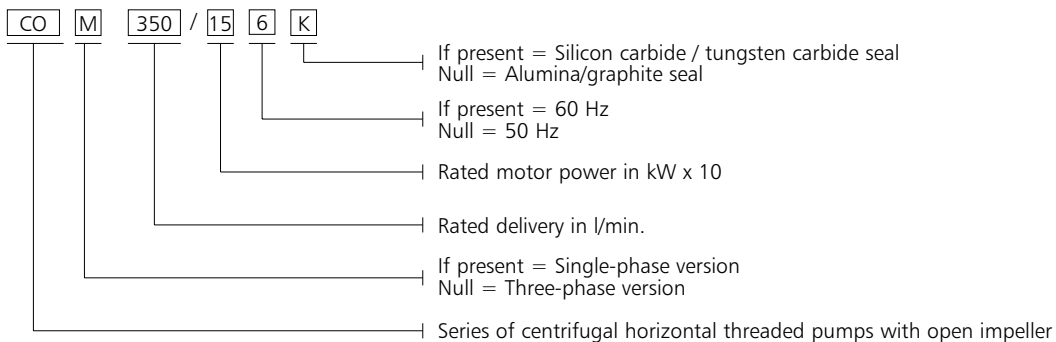 CO M 350 / 15 6 K
If present = Silicon carbide / tungsten carbide seal
Null = Alumina/graphite seal
If present = 60 Hz
Null = 50 Hz
Rated motor power in kW x 10
Rated delivery in l/min.
If present = Single-phase version
Null = Three-phase version
Series of centrifugal horizontal threaded pumps with open impeller